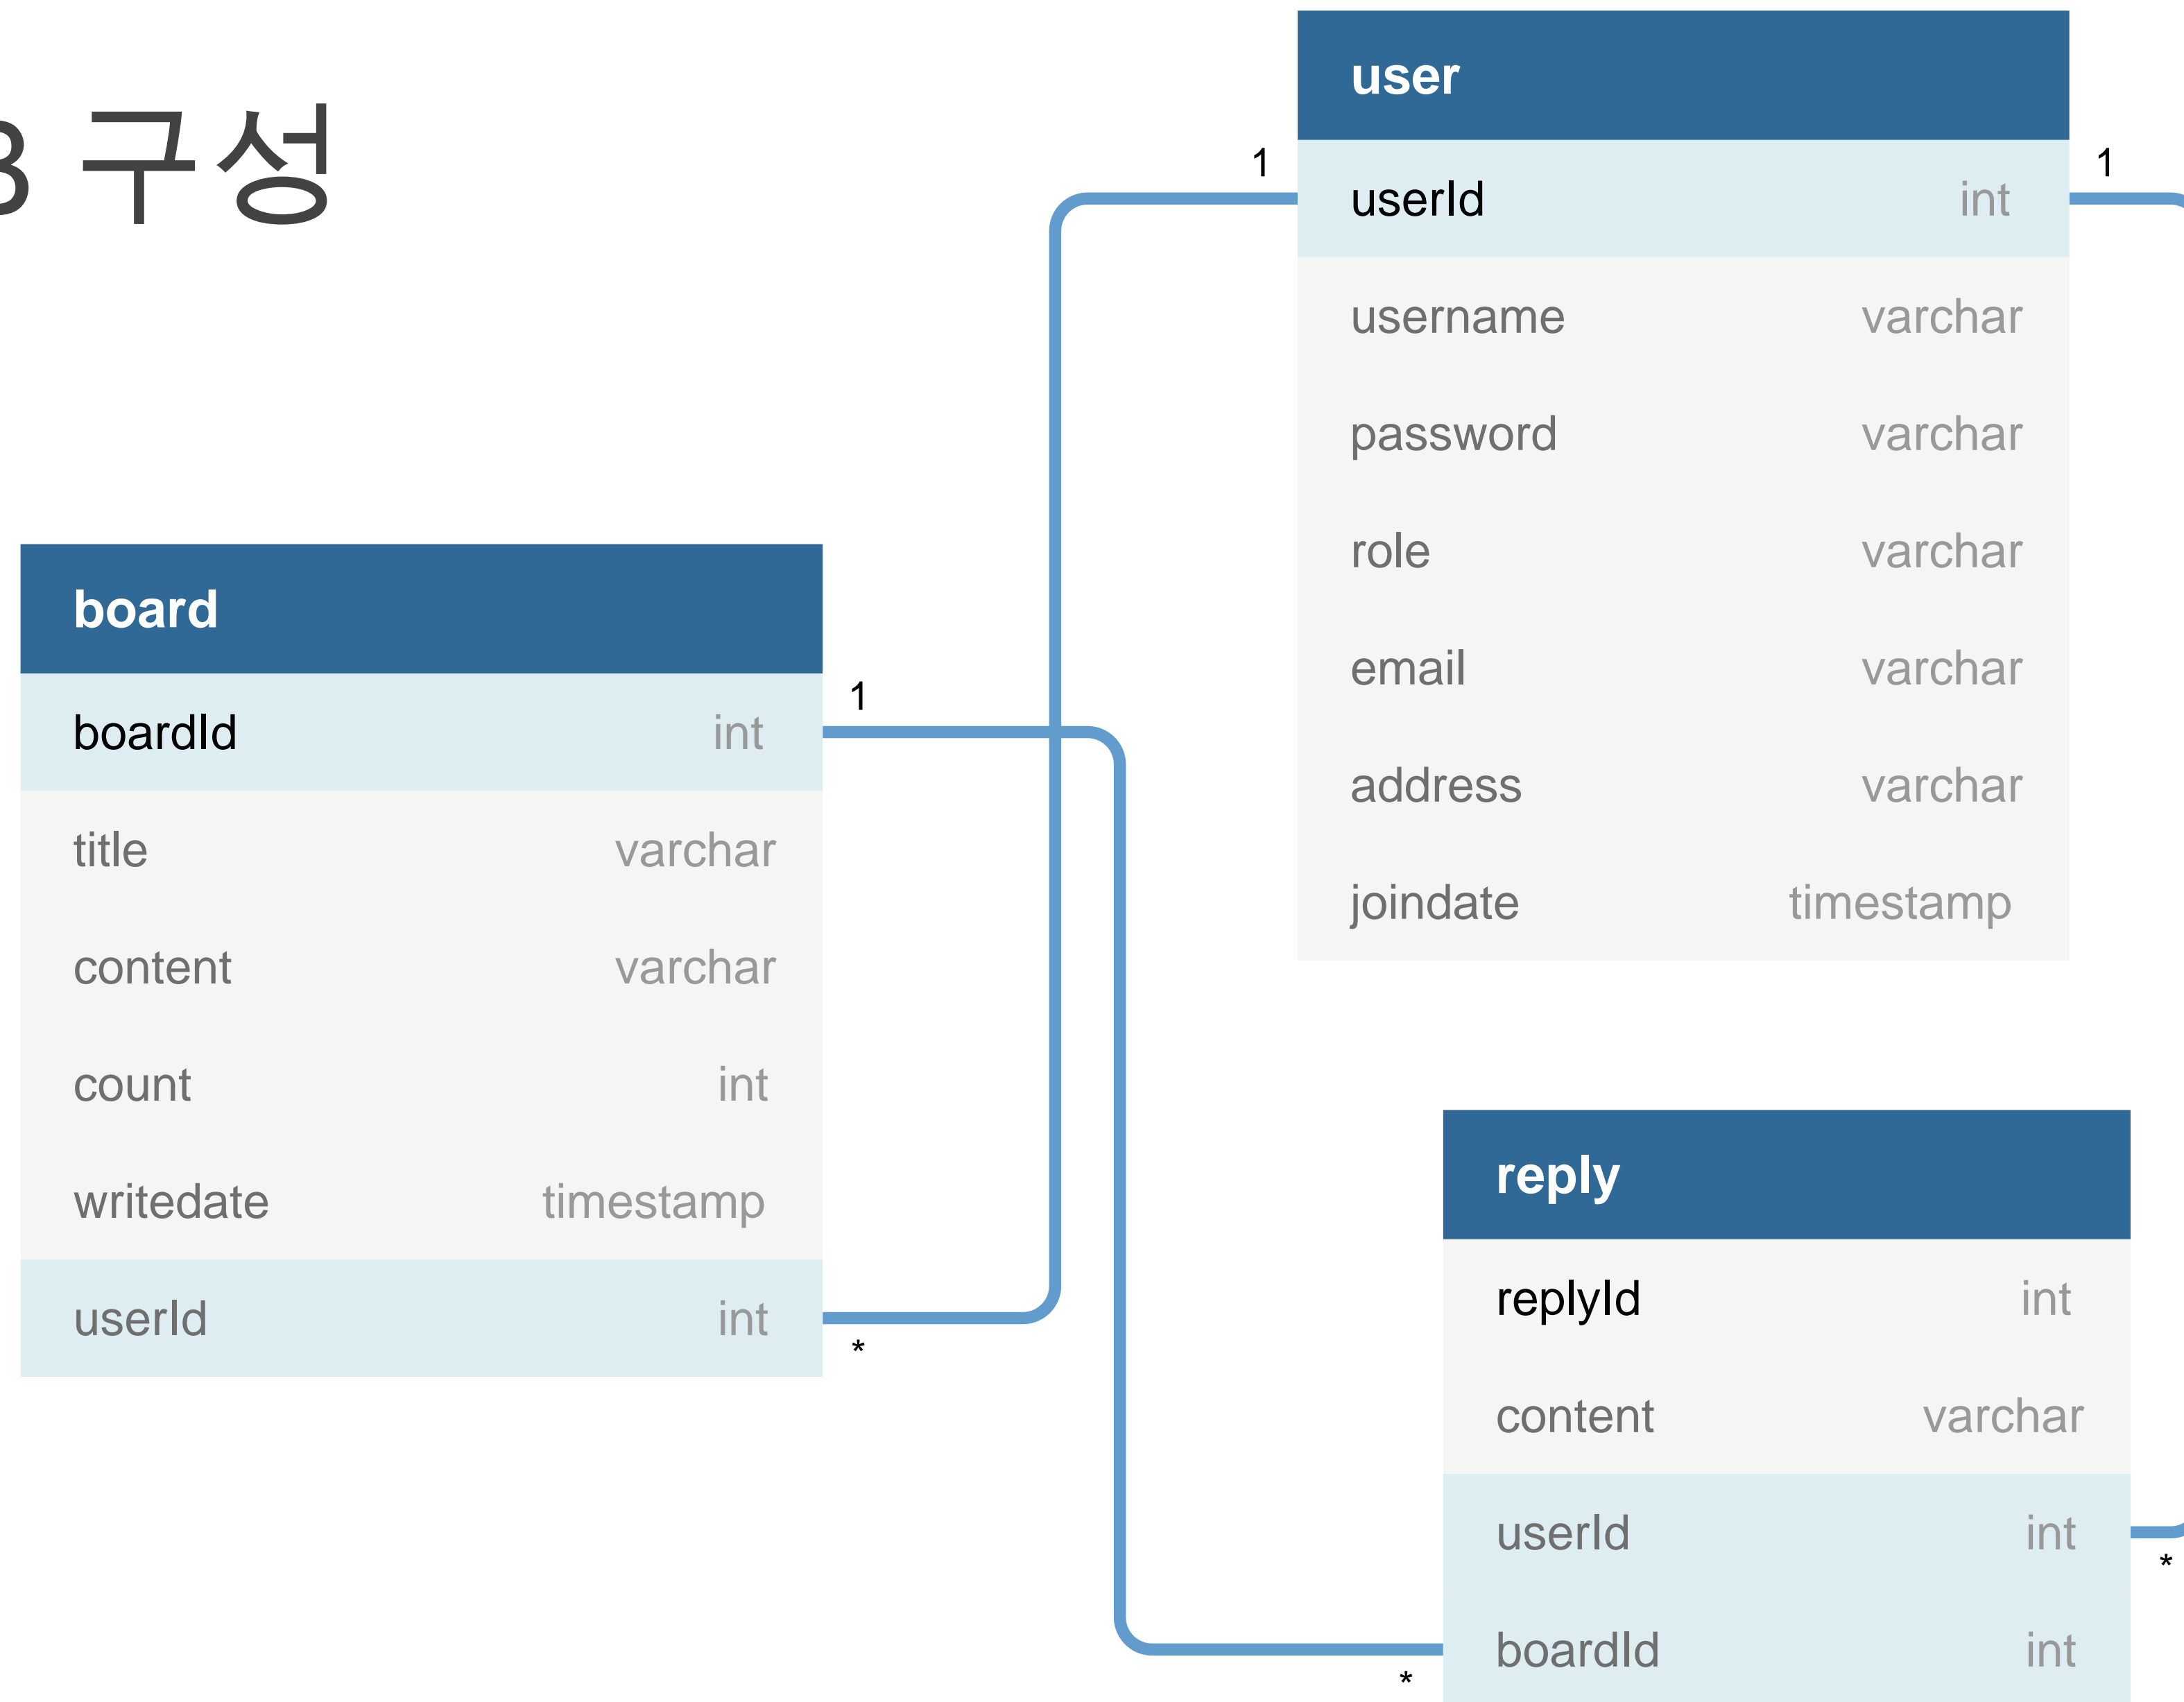 구성
user
1
1
userId int
username varchar
password varchar
role varchar
email varchar
address varchar
joindate timestamp
board
1
boardId int
title varchar
content varchar
count int
writedate timestamp
userId int
*
reply
replyId int
content varchar
userId int
*
boardId int
*